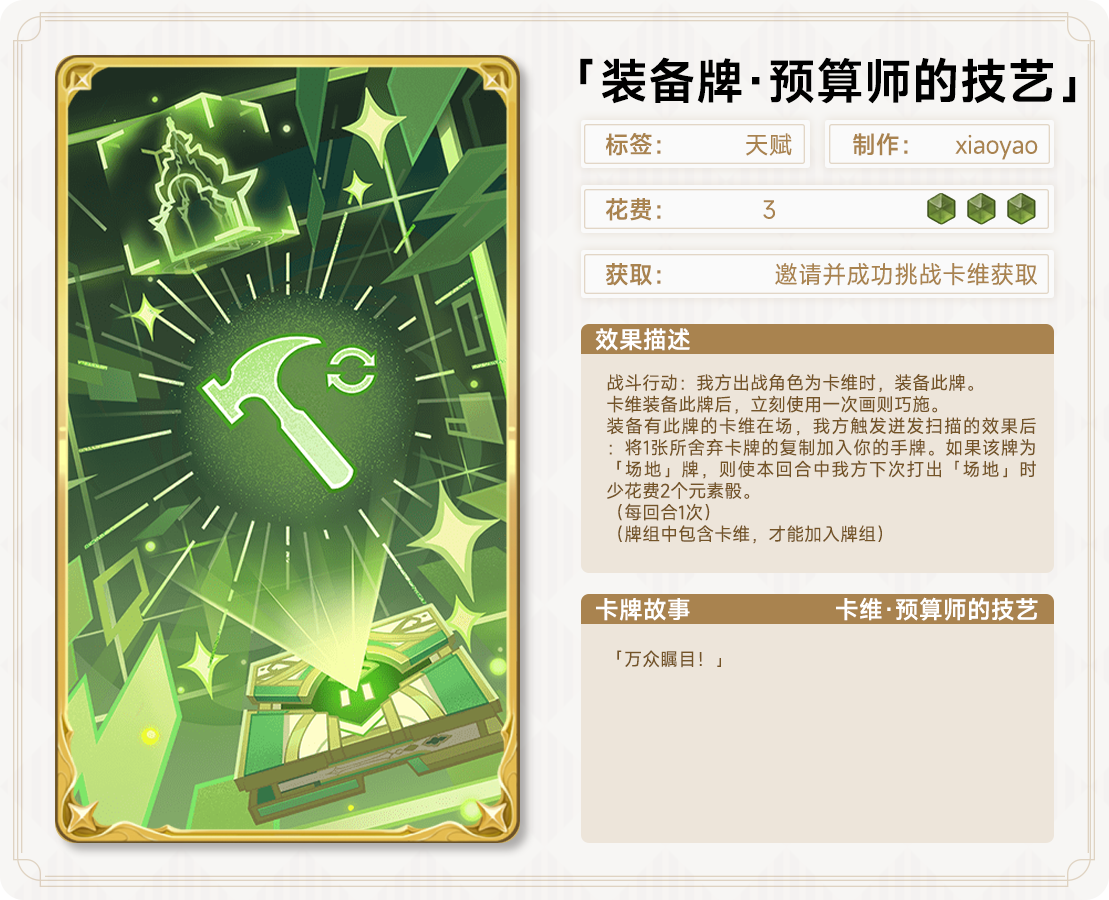 「装备牌·预算师的技艺」
标签： 天赋
制作： xiaoyao
花费： 3
获取： 邀请并成功挑战卡维获取
效果描述
战斗行动：我方出战角色为卡维时，装备此牌。
卡维装备此牌后，立刻使用一次画则巧施。
装备有此牌的卡维在场，我方触发迸发扫描的效果后
：将1张所舍弃卡牌的复制加入你的手牌。如果该牌为
「场地」牌，则使本回合中我方下次打出「场地」时
少花费2个元素骰。
（每回合1次）
（牌组中包含卡维，才能加入牌组）
卡牌故事 卡维·预算师的技艺
「万众瞩目！」